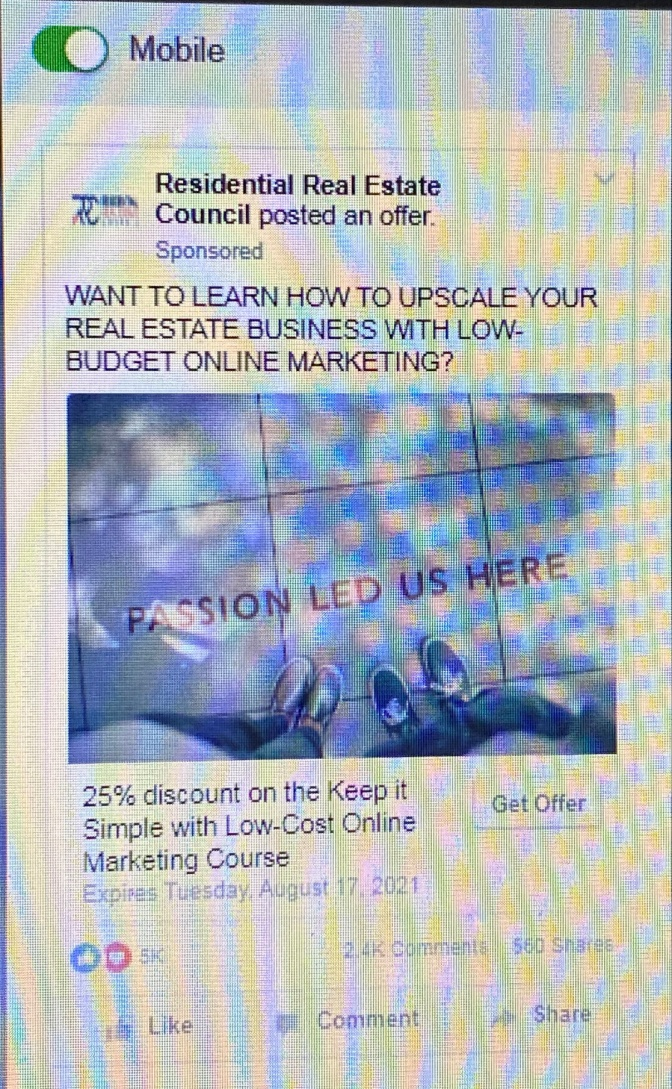 Mobile
Residential Real Estate
Council posted an offer.
Sponsored
WANT TO LEARN HOW TO UPSCALE YOUR
REAL ESTATE BUSINESS WITH LOW-
BUDGET ONLINE MARKETING?
PASSION LED US HERE
25% discount on the Keep it
Simple with Low-Cost Online
Marketing Course
Get Offer
Expires Tuesday, August 17, 2021
5K
2.4K Comments 560 Shares
Like Comment Share